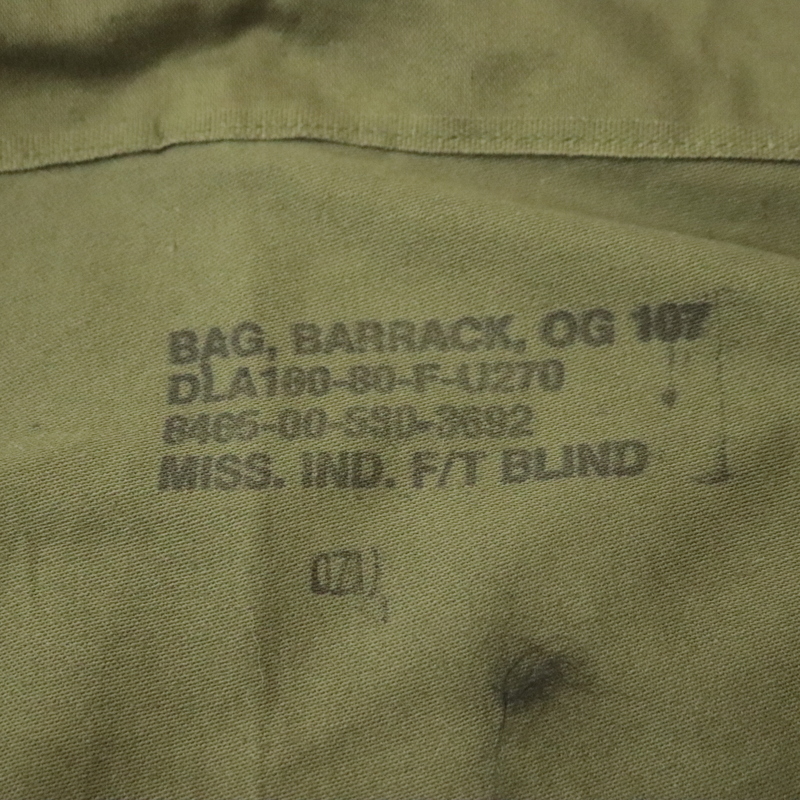 BAG, BARRACK, OG 107
DLA100-80-F-U270
8465-00-530-3692
MISS. IND. F/T BLIND